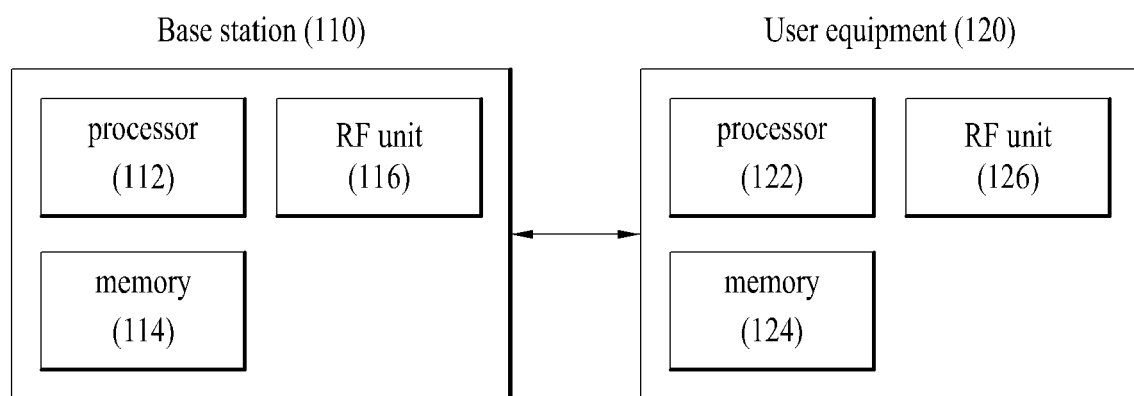 Base station (110)
User equipment (120)
processor
(112)
RF unit
(116)
processor
(122)
RF unit
(126)
memory
(114)
memory
(124)